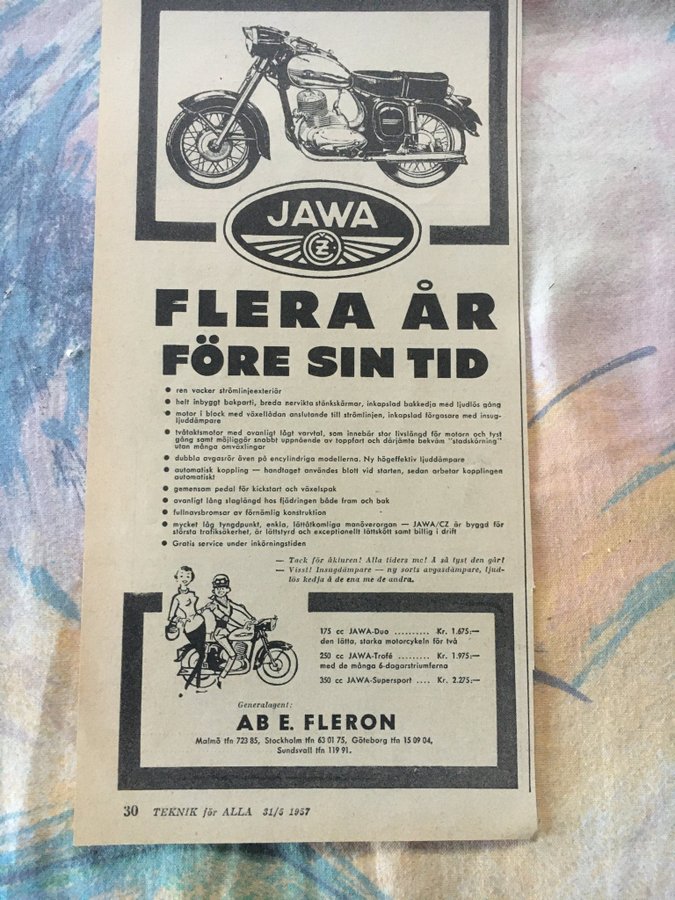 JAWA
ČZ
FLERA ÅR
FÖRE SIN TID
● ren vacker strömlinjeexteriör
● helt inbyggt bakparti, breda nervikta stänkskärmar, inkapslad bakkedja med ljudlös gång
● motor i block med växellådan anslutande till strömlinjen, inkapslad förgasare med insug-
ljuddämpare
● tvåtaktsmotor med ovanligt lågt varvtal, som innebär stor livslängd för motorn och tyst
gång samt möjliggör snabbt uppnående av toppfart och därjämte bekväm "stadskörning"
utan många omväxlingar
● dubbla avgasrör även på encylindriga modellerna. Ny högeffektiv ljuddämpare
● automatisk koppling — handtaget användes blott vid starten, sedan arbetar kopplingen
automatiskt
● gemensam pedal för kickstart och växelspak
● ovanligt lång slaglängd hos fjädringen både fram och bak
● fullnavsbromsar av förnämlig konstruktion
● mycket låg tyngdpunkt, enkla, lättåtkomliga manöverorgan — JAWA/CZ är byggd för
största trafiksäkerhet, är lättstyrd och exceptionellt lättskött samt billig i drift
● Gratis service under inkörningstiden
— Tack för åkturen! Alla tiders mc! Å så tyst den går!
— Visst! Insugdämpare — ny sorts avgasdämpare, ljud-
lös kedja å de ena me de andra.
175 cc JAWA-Duo .......... Kr. 1.675:—
den lätta, starka motorcykeln för två
250 cc JAWA-Trofé ......... Kr. 1.975:—
med de många 6-dagarstriumferna
350 cc JAWA-Supersport .... Kr. 2.275:—
Generalagent:
AB E. FLERON
Malmö tfn 723 85, Stockholm tfn 63 01 75, Göteborg tfn 15 09 04,
Sundsvall tfn 119 91.
30 TEKNIK för ALLA 31/5 1957